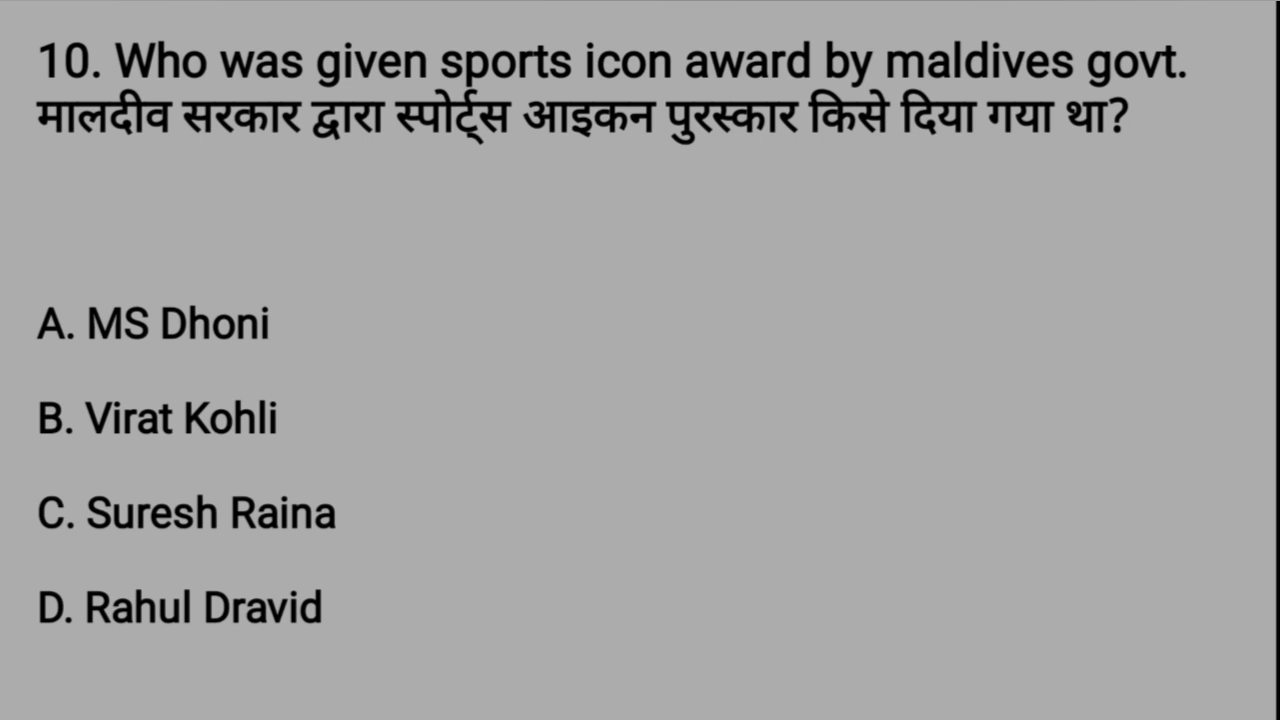 10. Who was given sports icon award by maldives govt.
मालदीव सरकार द्वारा स्पोर्ट्स आइकन पुरस्कार किसे दिया गया था?
A. MS Dhoni
B. Virat Kohli
C. Suresh Raina
D. Rahul Dravid